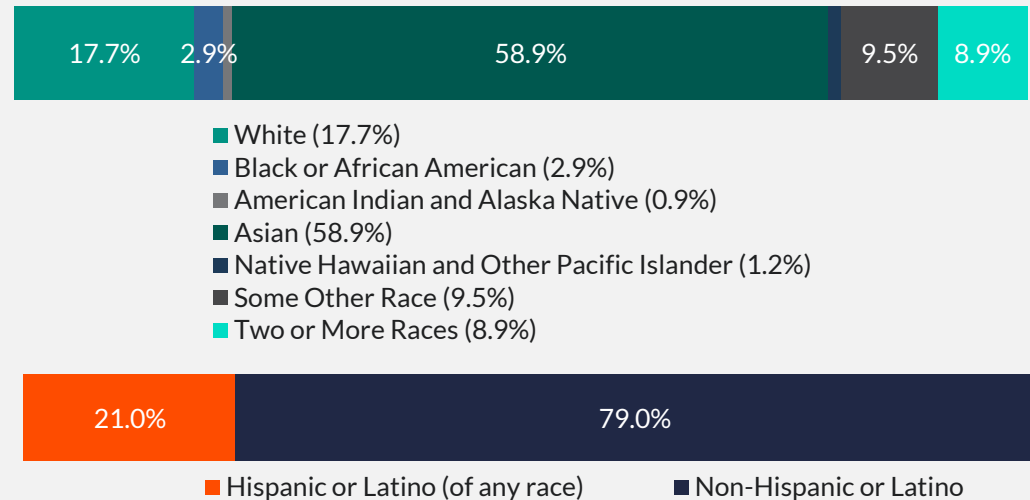 17.7% 2.9% 58.9% 9.5% 8.9%
White (17.7%)
Black or African American (2.9%)
American Indian and Alaska Native (0.9%)
Asian (58.9%)
Native Hawaiian and Other Pacific Islander (1.2%)
Some Other Race (9.5%)
Two or More Races (8.9%)
21.0% 79.0%
Hispanic or Latino (of any race) Non-Hispanic or Latino